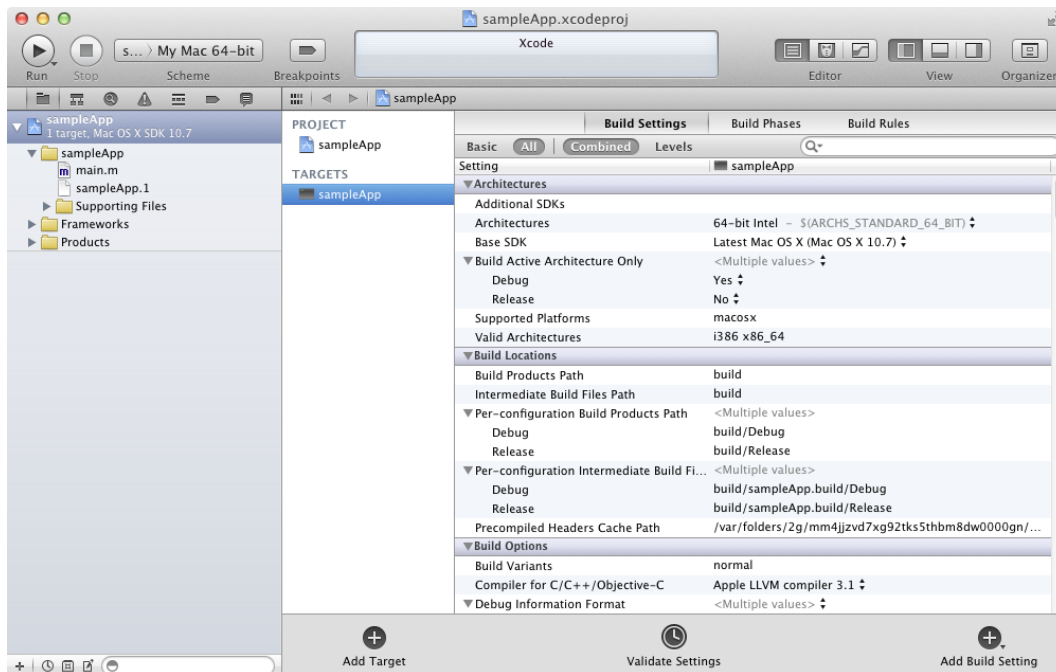 sampleApp.xcodeproj
s... 〉 My Mac 64-bit
Xcode
Run Stop Scheme Breakpoints Editor View Organizer
sampleApp
sampleApp
1 target, Mac OS X SDK 10.7
sampleApp
main.m
sampleApp.1
Supporting Files
Frameworks
Products
PROJECT
sampleApp
TARGETS
sampleApp
Build Settings Build Phases Build Rules
Basic All Combined Levels
Setting sampleApp
Architectures
Additional SDKs
Architectures 64-bit Intel – $(ARCHS_STANDARD_64_BIT)
Base SDK Latest Mac OS X (Mac OS X 10.7)
Build Active Architecture Only <Multiple values>
Debug Yes
Release No
Supported Platforms macosx
Valid Architectures i386 x86_64
Build Locations
Build Products Path build
Intermediate Build Files Path build
Per-configuration Build Products Path <Multiple values>
Debug build/Debug
Release build/Release
Per-configuration Intermediate Build Fi... <Multiple values>
Debug build/sampleApp.build/Debug
Release build/sampleApp.build/Release
Precompiled Headers Cache Path /var/folders/2g/mm4jjzvd7xg92tks5thbm8dw0000gn/...
Build Options
Build Variants normal
Compiler for C/C++/Objective-C Apple LLVM compiler 3.1
Debug Information Format <Multiple values>
Add Target Validate Settings Add Build Setting